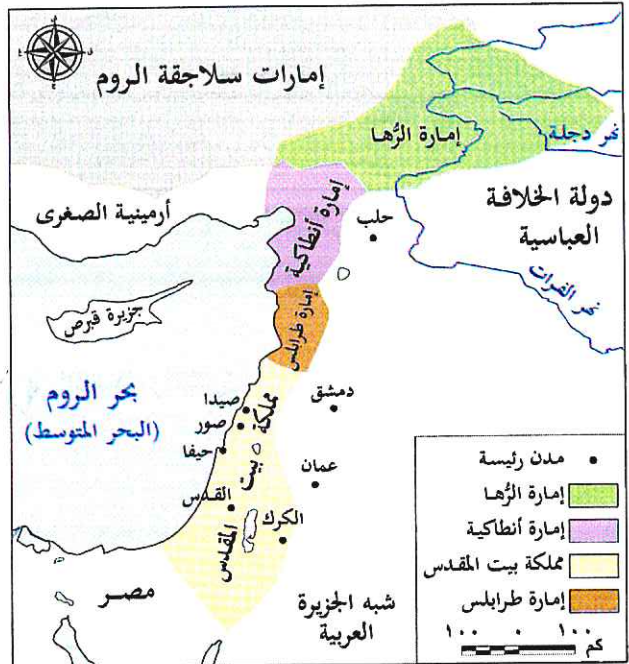 إمارات سلاجقة الروم
إمارة الرُّها
نهر دجلة
دولة الخلافة
العباسية
أرمينية الصغرى
إمارة أنطاكية
حلب
نهر الفرات
جزيرة قبرص
إمارة طرابلس
بحر الروم
(البحر المتوسط)
صيدا
صور
حيفا
دمشق
مملكة بيت المقدس
عمان
القدس
الكرك
مصر
شبه الجزيرة
العربية
مدن رئيسة
إمارة الرُّها
إمارة أنطاكية
مملكة بيت المقدس
إمارة طرابلس
١٠٠ ٠ ١٠٠
كم